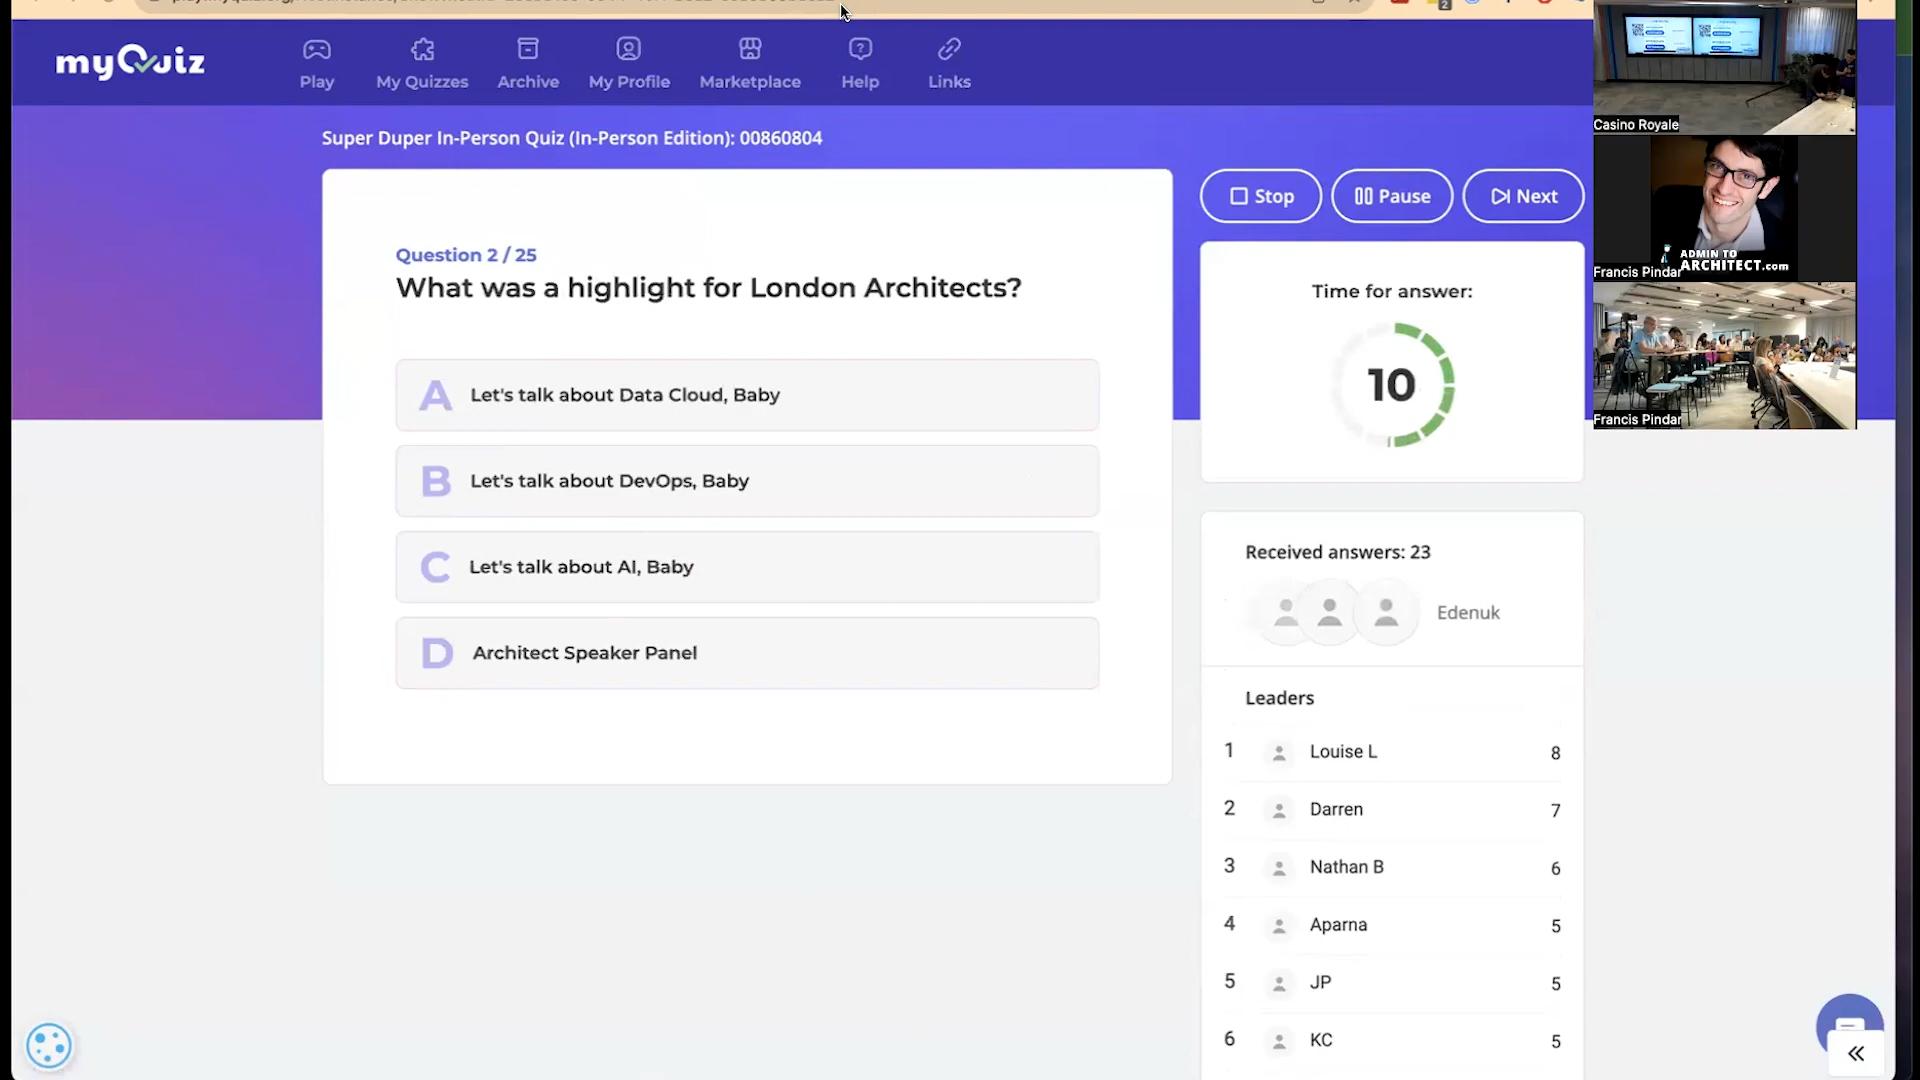 myQuiz
Play
My Quizzes
Archive
My Profile
Marketplace
Help
Links
Super Duper In-Person Quiz (In-Person Edition): 00860804
Question 2 / 25
What was a highlight for London Architects?
A Let's talk about Data Cloud, Baby
B Let's talk about DevOps, Baby
C Let's talk about AI, Baby
D Architect Speaker Panel
Stop
Pause
Next
Time for answer:
10
Received answers: 23
Edenuk
Leaders
1 Louise L 8
2 Darren 7
3 Nathan B 6
4 Aparna 5
5 JP 5
6 KC 5
2
Casino Royale
ADMIN TO
ARCHITECT.com
Francis Pindar
Francis Pindar